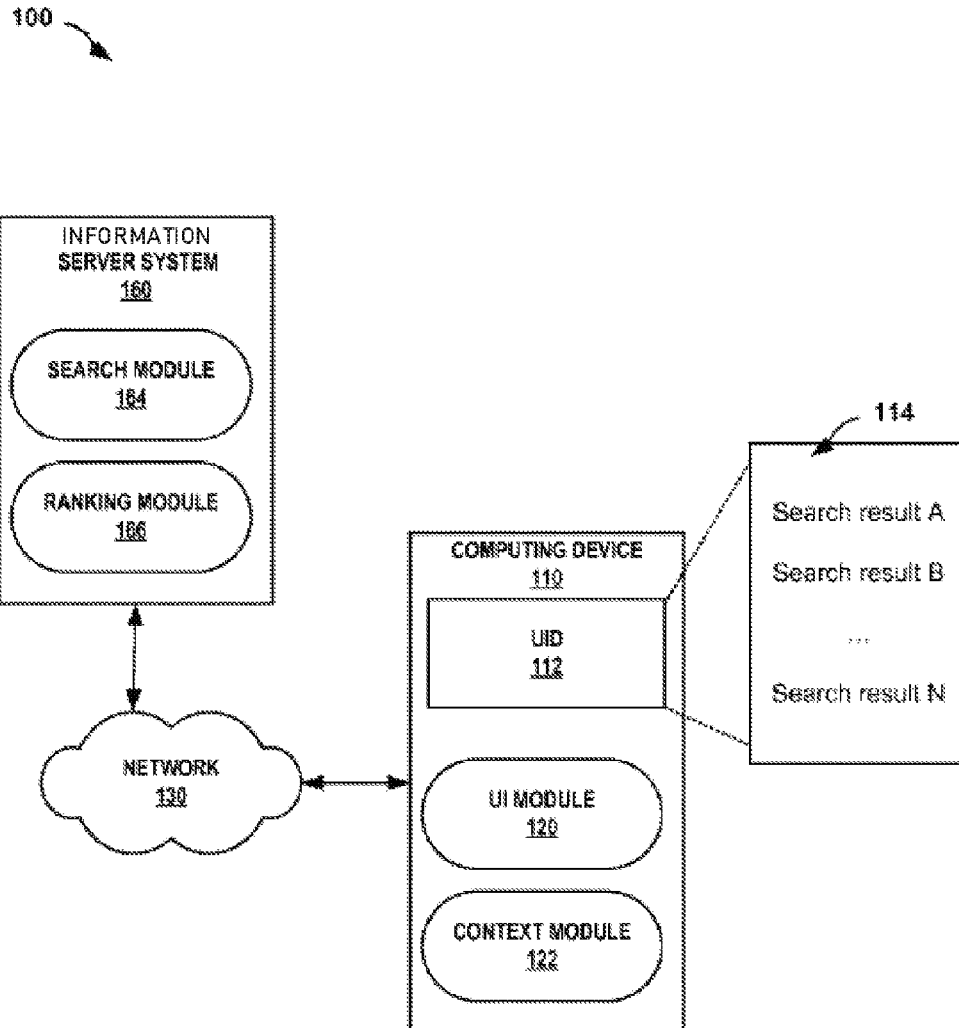 100
INFORMATION
SERVER SYSTEM
160
SEARCH MODULE
164
RANKING MODULE
166
NETWORK
130
COMPUTING DEVICE
110
UID
112
UI MODULE
120
CONTEXT MODULE
122
114
Search result A
Search result B
...
Search result N